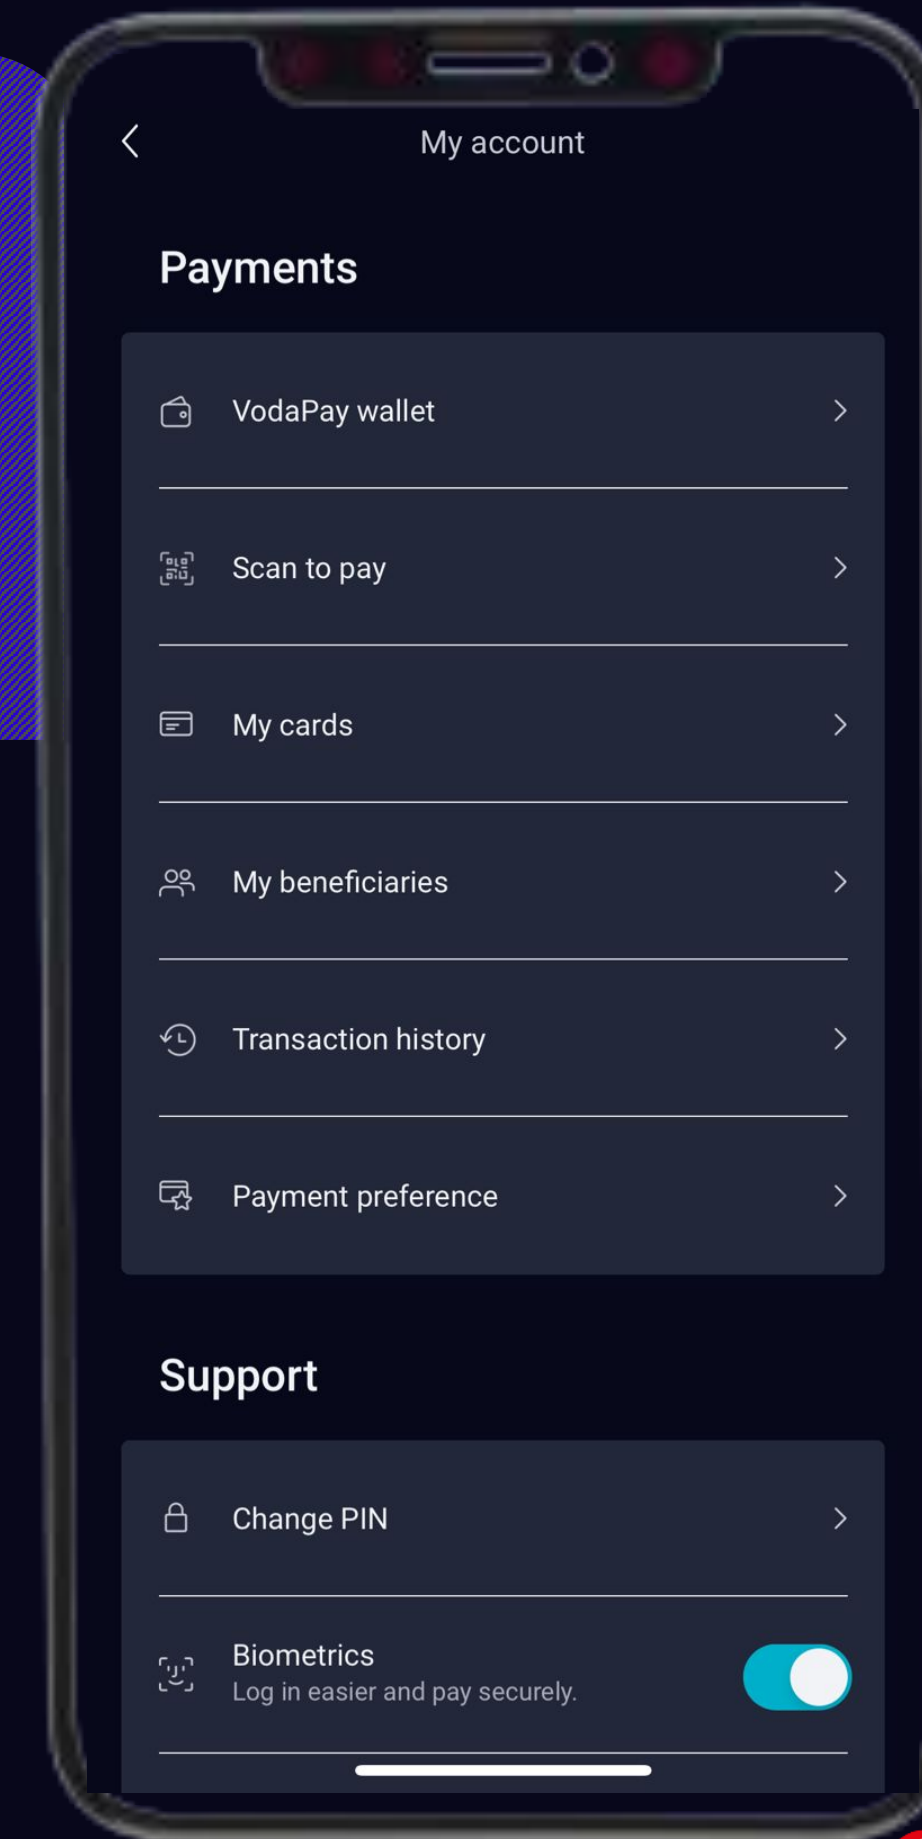 My account
Payments
VodaPay wallet
Scan to pay
My cards
My beneficiaries
Transaction history
Payment preference
Support
Change PIN
Biometrics
Log in easier and pay securely.